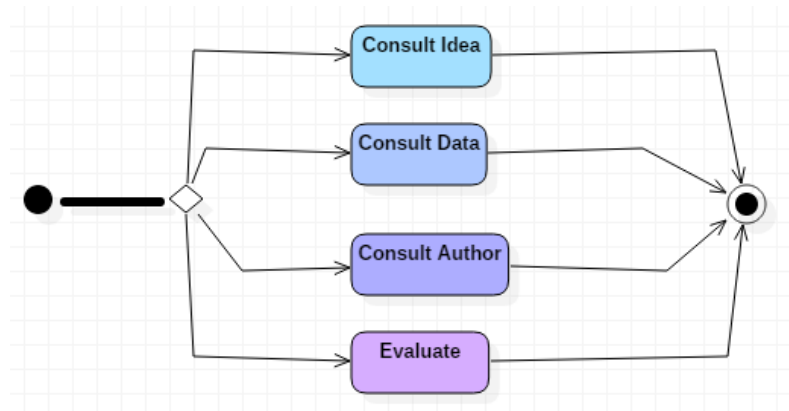 Consult Idea
Consult Data
Consult Author
Evaluate